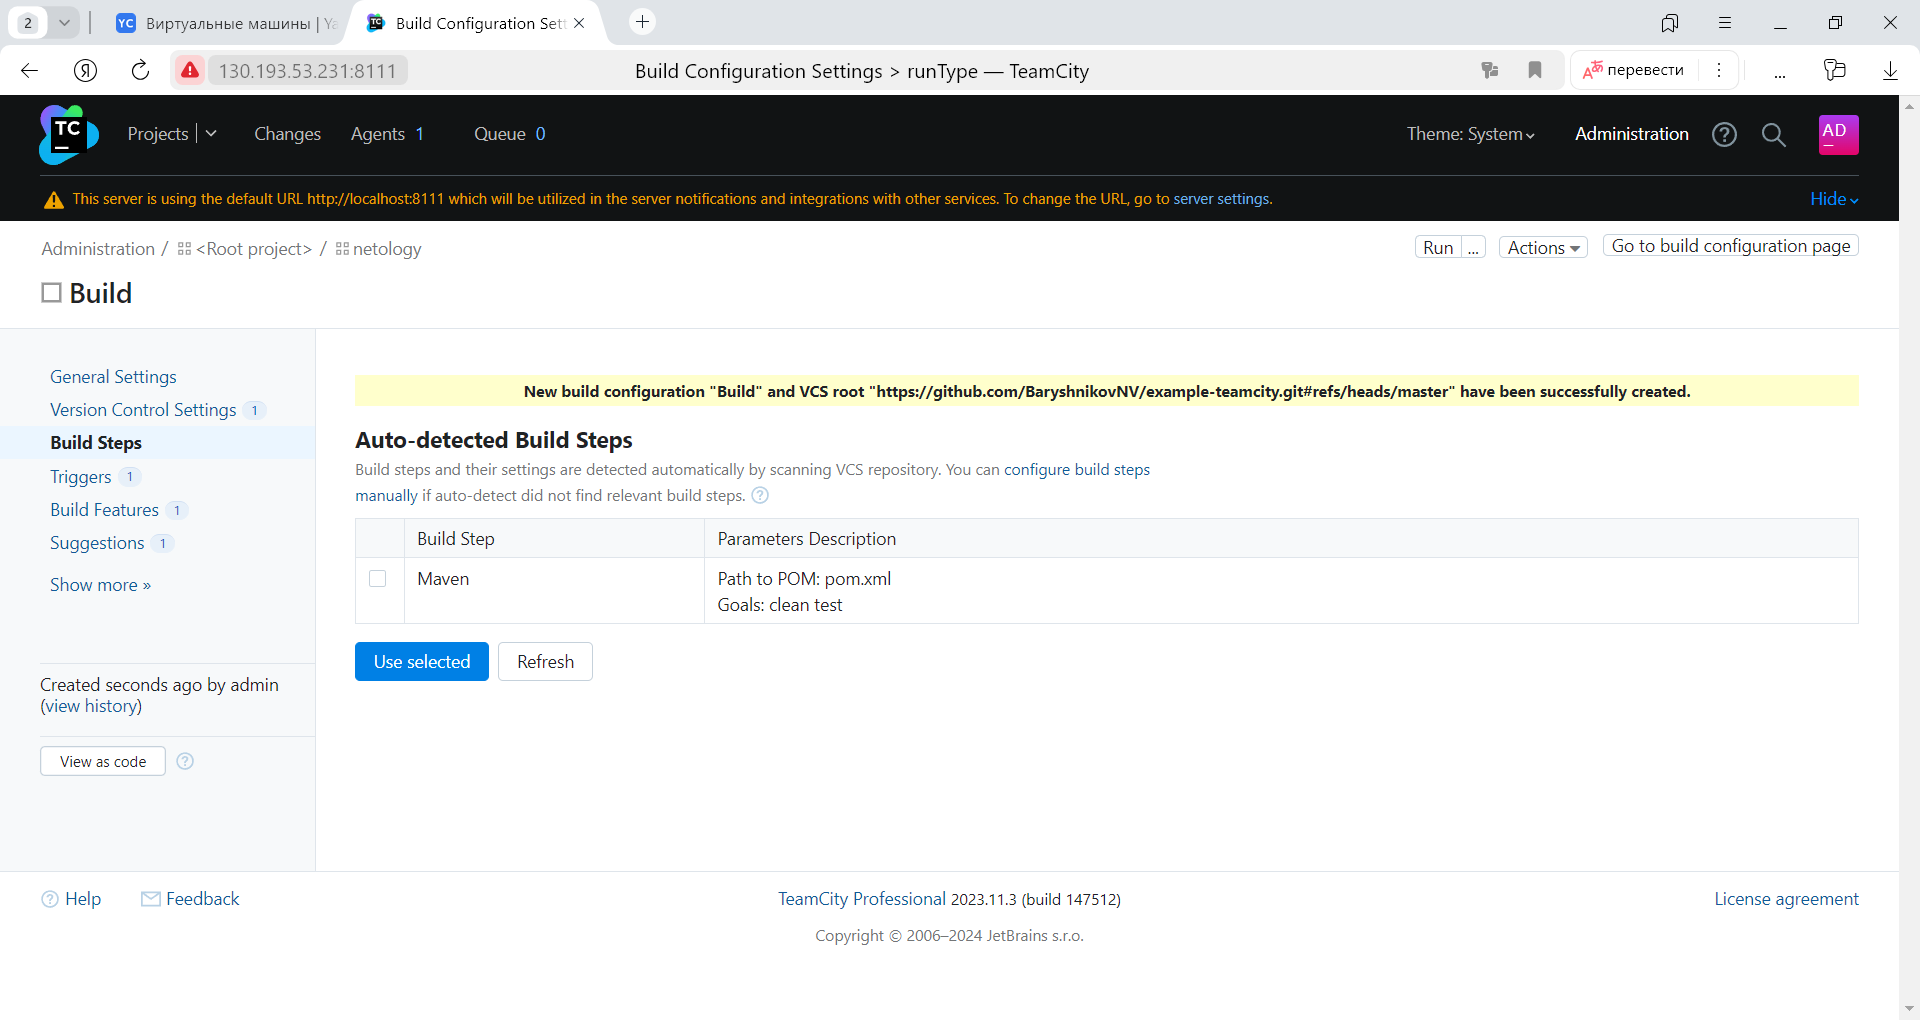 2
YC Виртуальные машины | Ya
TC Build Configuration Sett
130.193.53.231:8111
Build Configuration Settings > runType — TeamCity
перевести
TC
Projects
Changes
Agents 1
Queue 0
Theme: System
Administration
AD
This server is using the default URL http://localhost:8111 which will be utilized in the server notifications and integrations with other services. To change the URL, go to server settings.
Hide
Administration / <Root project> / netology
Run ...
Actions
Go to build configuration page
Build
General Settings
Version Control Settings 1
Build Steps
Triggers 1
Build Features 1
Suggestions 1
Show more »
Created seconds ago by admin
(view history)
View as code
New build configuration "Build" and VCS root "https://github.com/BaryshnikovNV/example-teamcity.git#refs/heads/master" have been successfully created.
Auto-detected Build Steps
Build steps and their settings are detected automatically by scanning VCS repository. You can configure build steps
manually if auto-detect did not find relevant build steps.
Build Step
Parameters Description
Maven
Path to POM: pom.xml
Goals: clean test
Use selected
Refresh
Help
Feedback
TeamCity Professional 2023.11.3 (build 147512)
License agreement
Copyright © 2006–2024 JetBrains s.r.o.